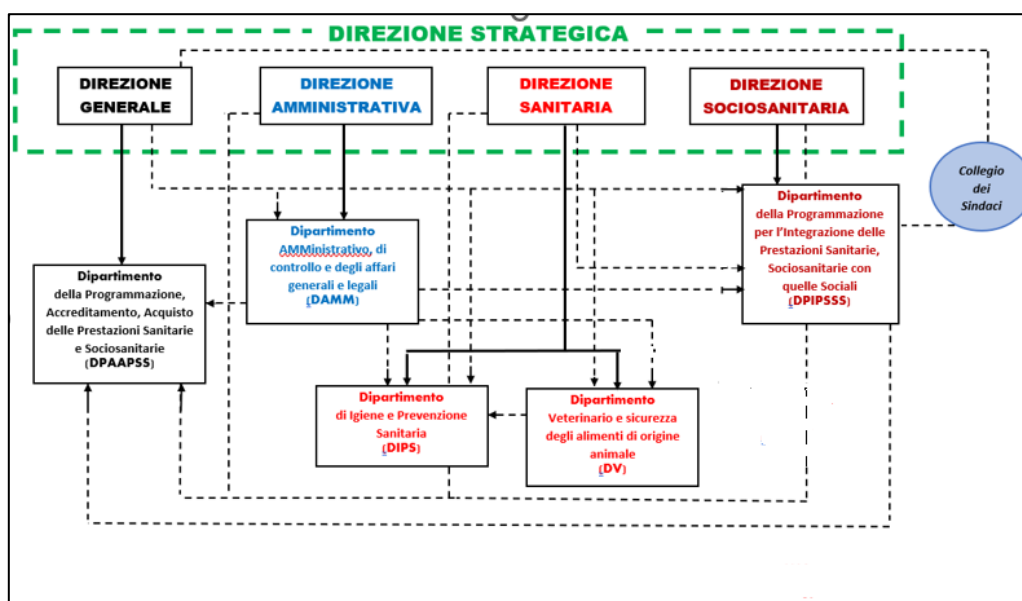 DIREZIONE STRATEGICA
DIREZIONE
GENERALE
DIREZIONE
AMMINISTRATIVA
DIREZIONE
SANITARIA
DIREZIONE
SOCIOSANITARIA
Collegio
dei
Sindaci
Dipartimento
della Programmazione
per l'Integrazione delle
Prestazioni Sanitarie,
Sociosanitarie con
quelle Sociali
(DPIPSSS)
Dipartimento
AMMinistrativo, di
controllo e degli affari
generali e legali
(DAMM)
Dipartimento
della Programmazione,
Accreditamento, Acquisto
delle Prestazioni Sanitarie
e Sociosanitarie
(DPAAPSS)
Dipartimento
di Igiene e Prevenzione
Sanitaria
(DIPS)
Dipartimento
Veterinario e sicurezza
degli alimenti di origine
animale
(DV)